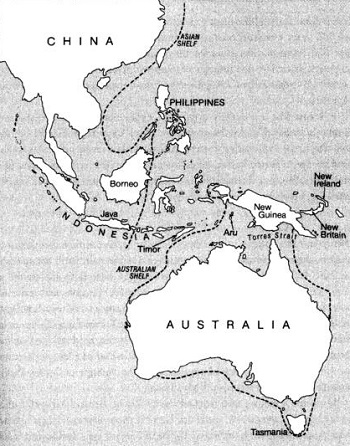 CHINA
ASIAN
SHELF
PHILIPPINES
Borneo
New
Ireland
New
Guinea
Java
INDONESIA
Aru
Torres Strait
New
Britain
Timor
AUSTRALIAN
SHELF
AUSTRALIA
Tasmania